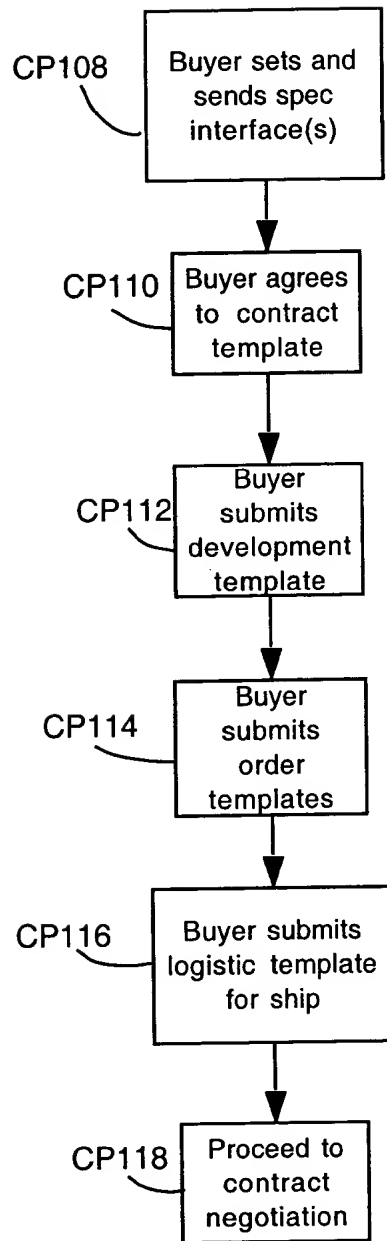 CP108
Buyer sets and
sends spec
interface(s)
CP110
Buyer agrees
to contract
template
CP112
Buyer
submits
development
template
CP114
Buyer
submits
order
templates
CP116
Buyer submits
logistic template
for ship
CP118
Proceed to
contract
negotiation